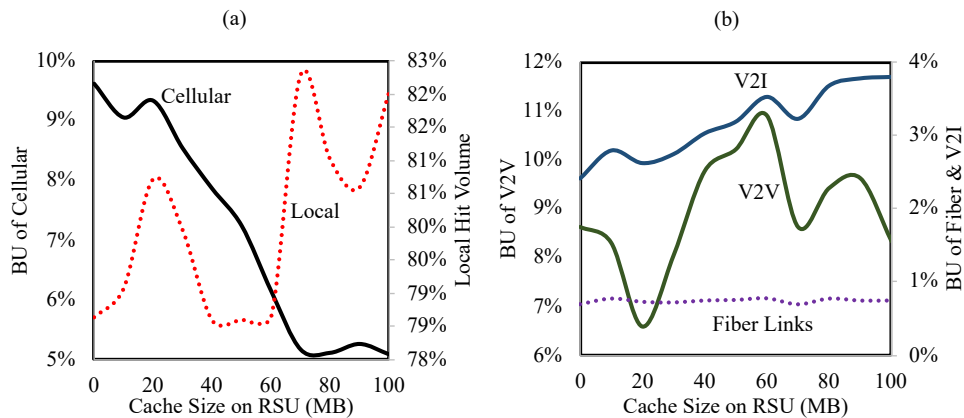 (a)
10%
9%
8%
7%
6%
5%
BU of Cellular
Cellular
Local
83%
82%
82%
81%
81%
80%
80%
79%
79%
78%
Local Hit Volume
0 20 40 60 80 100
Cache Size on RSU (MB)
(b)
12%
11%
10%
9%
8%
7%
6%
BU of V2V
V2I
V2V
Fiber Links
4%
3%
2%
1%
0%
BU of Fiber & V2I
0 20 40 60 80 100
Cache Size on RSU (MB)